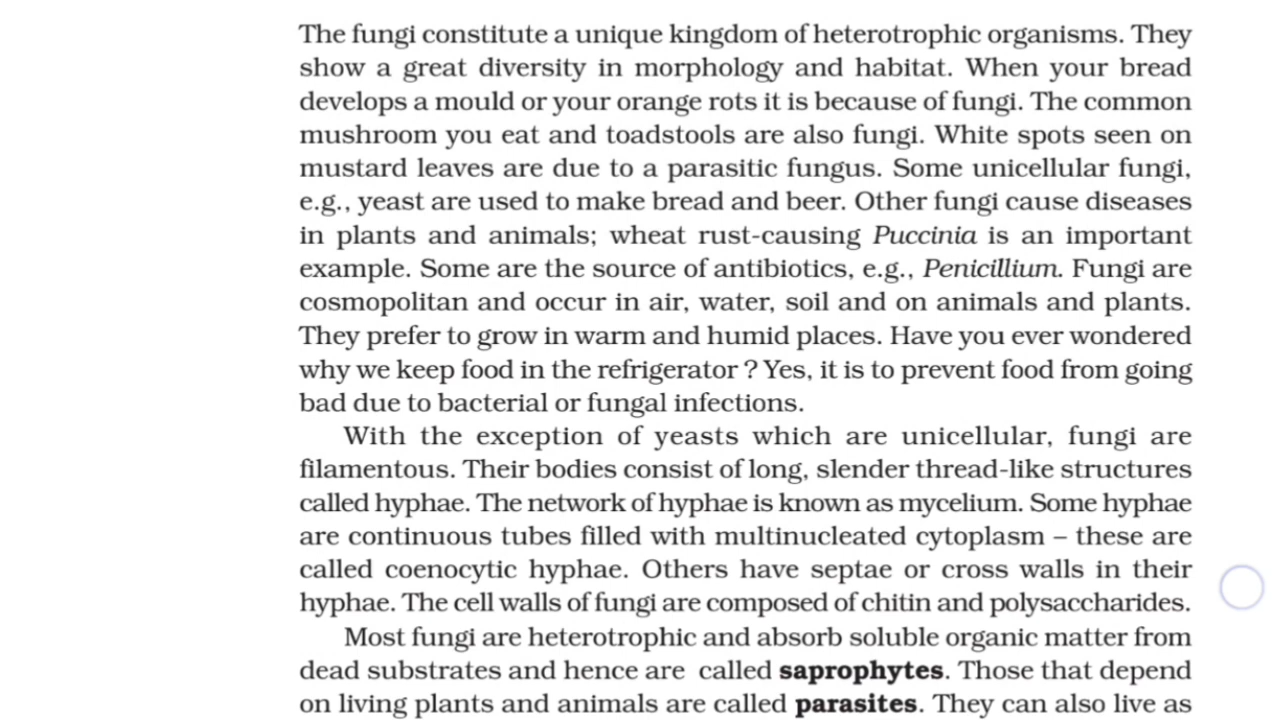 The fungi constitute a unique kingdom of heterotrophic organisms. They
show a great diversity in morphology and habitat. When your bread
develops a mould or your orange rots it is because of fungi. The common
mushroom you eat and toadstools are also fungi. White spots seen on
mustard leaves are due to a parasitic fungus. Some unicellular fungi,
e.g., yeast are used to make bread and beer. Other fungi cause diseases
in plants and animals; wheat rust-causing Puccinia is an important
example. Some are the source of antibiotics, e.g., Penicillium. Fungi are
cosmopolitan and occur in air, water, soil and on animals and plants.
They prefer to grow in warm and humid places. Have you ever wondered
why we keep food in the refrigerator ? Yes, it is to prevent food from going
bad due to bacterial or fungal infections.
With the exception of yeasts which are unicellular, fungi are
filamentous. Their bodies consist of long, slender thread-like structures
called hyphae. The network of hyphae is known as mycelium. Some hyphae
are continuous tubes filled with multinucleated cytoplasm – these are
called coenocytic hyphae. Others have septae or cross walls in their
hyphae. The cell walls of fungi are composed of chitin and polysaccharides.
Most fungi are heterotrophic and absorb soluble organic matter from
dead substrates and hence are called saprophytes. Those that depend
on living plants and animals are called parasites. They can also live as